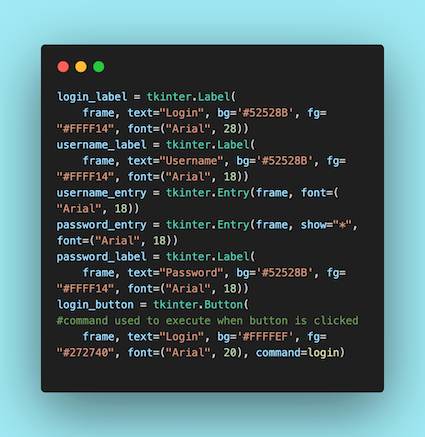 login_label = tkinter.Label(
    frame, text="Login", bg='#52528B', fg=
"#FFFF14", font=("Arial", 28))
username_label = tkinter.Label(
    frame, text="Username", bg='#52528B', fg=
"#FFFF14", font=("Arial", 18))
username_entry = tkinter.Entry(frame, font=(
"Arial", 18))
password_entry = tkinter.Entry(frame, show="*",
font=("Arial", 18))
password_label = tkinter.Label(
    frame, text="Password", bg='#52528B', fg=
"#FFFF14", font=("Arial", 18))
login_button = tkinter.Button(
#command used to execute when button is clicked
    frame, text="Login", bg='#FFFFEF', fg=
"#272740", font=("Arial", 20), command=login)